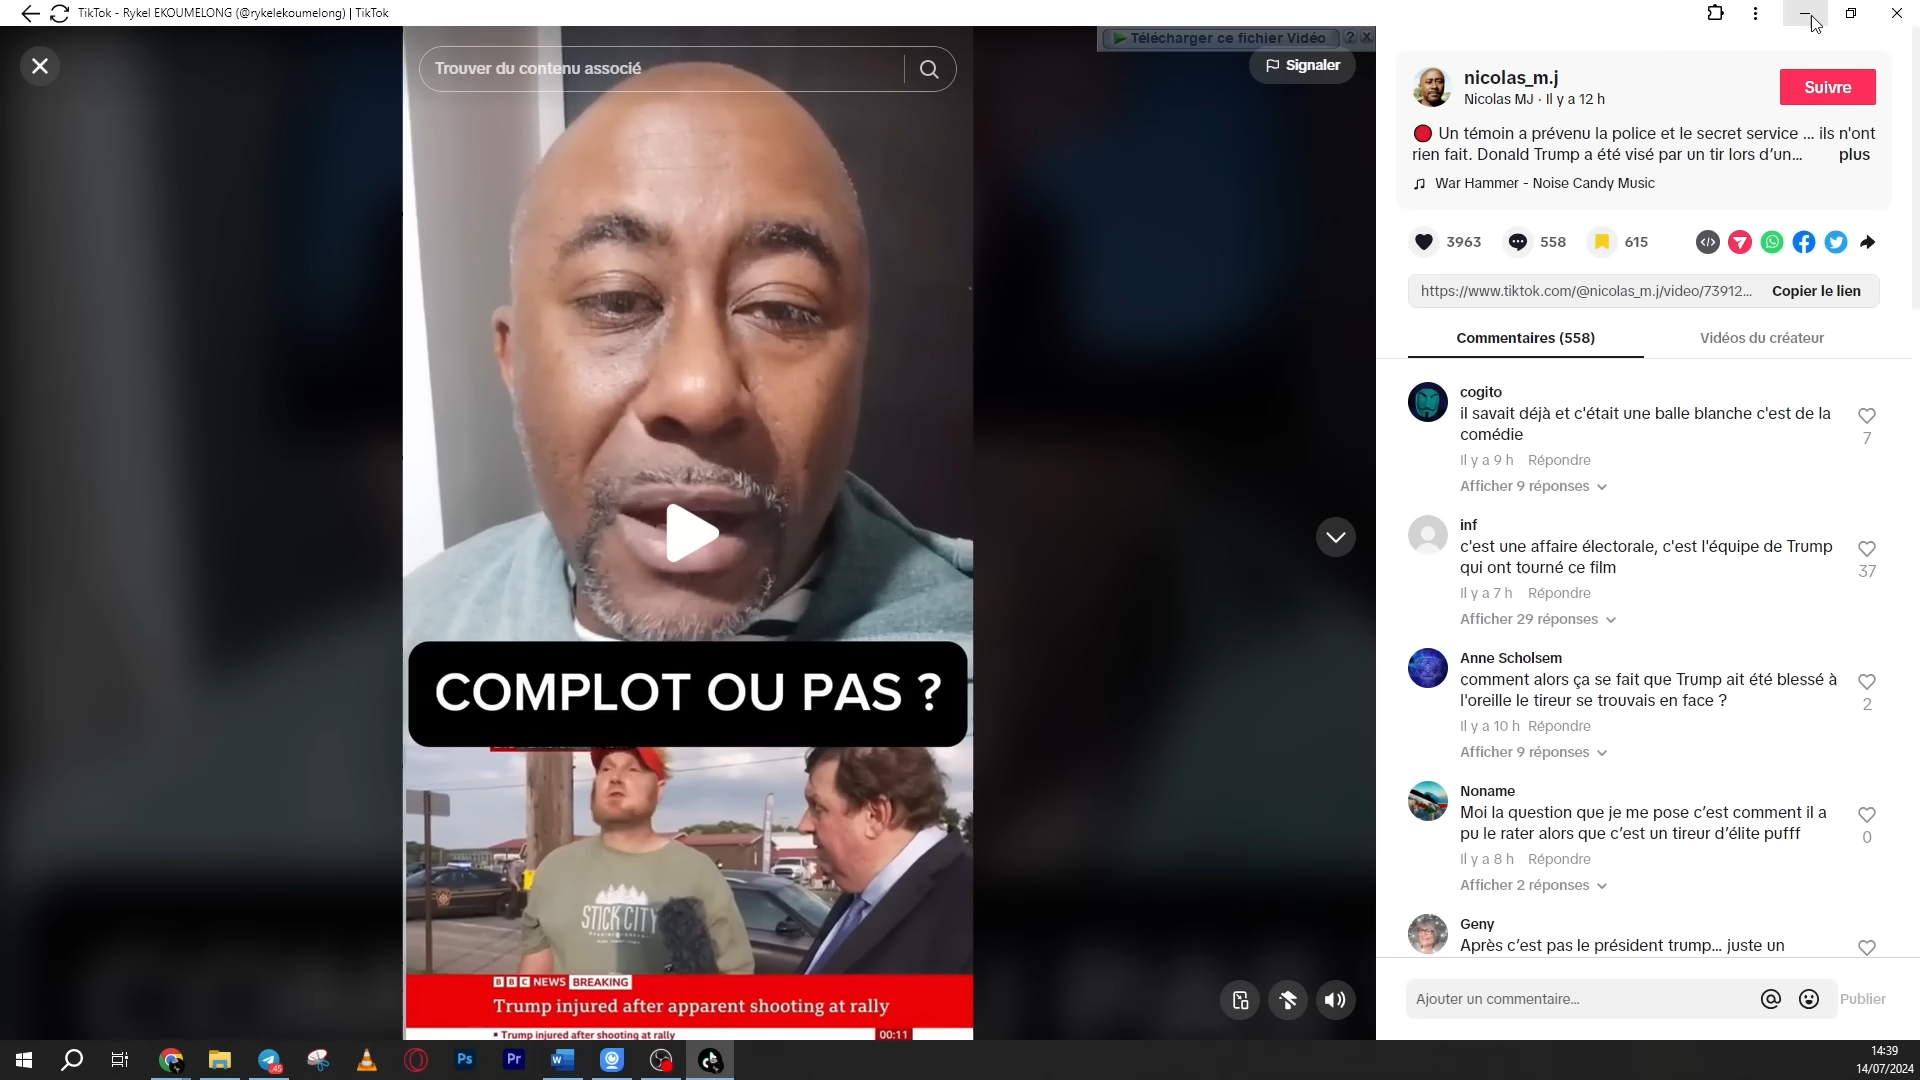 TikTok - Rykel EKOUMELONG (@rykelekoumelong) | TikTok
Télécharger ce fichier Vidéo ? X
Trouver du contenu associé
Signaler
nicolas_m.j
Nicolas MJ · Il y a 12 h
Suivre
Un témoin a prévenu la police et le secret service ... ils n'ont
rien fait. Donald Trump a été visé par un tir lors d’un... plus
War Hammer - Noise Candy Music
3963 558 615
https://www.tiktok.com/@nicolas_m.j/video/73912... Copier le lien
Commentaires (558) Vidéos du créateur
cogito
il savait déjà et c'était une balle blanche c'est de la
comédie
7
Il y a 9 h Répondre
Afficher 9 réponses
inf
c'est une affaire électorale, c'est l'équipe de Trump
qui ont tourné ce film
37
Il y a 7 h Répondre
Afficher 29 réponses
Anne Scholsem
comment alors ça se fait que Trump ait été blessé à
l'oreille le tireur se trouvais en face ?
2
Il y a 10 h Répondre
Afficher 9 réponses
Noname
Moi la question que je me pose c’est comment il a
pu le rater alors que c’est un tireur d’élite pufff
0
Il y a 8 h Répondre
Afficher 2 réponses
Geny
Après c’est pas le président trump... juste un
Ajouter un commentaire... Publier
COMPLOT OU PAS ?
STICK CITY
BBC NEWS BREAKING
Trump injured after apparent shooting at rally
Trump injured after shooting at rally
00:11
45
Ps
Pr
W
14:39
14/07/2024